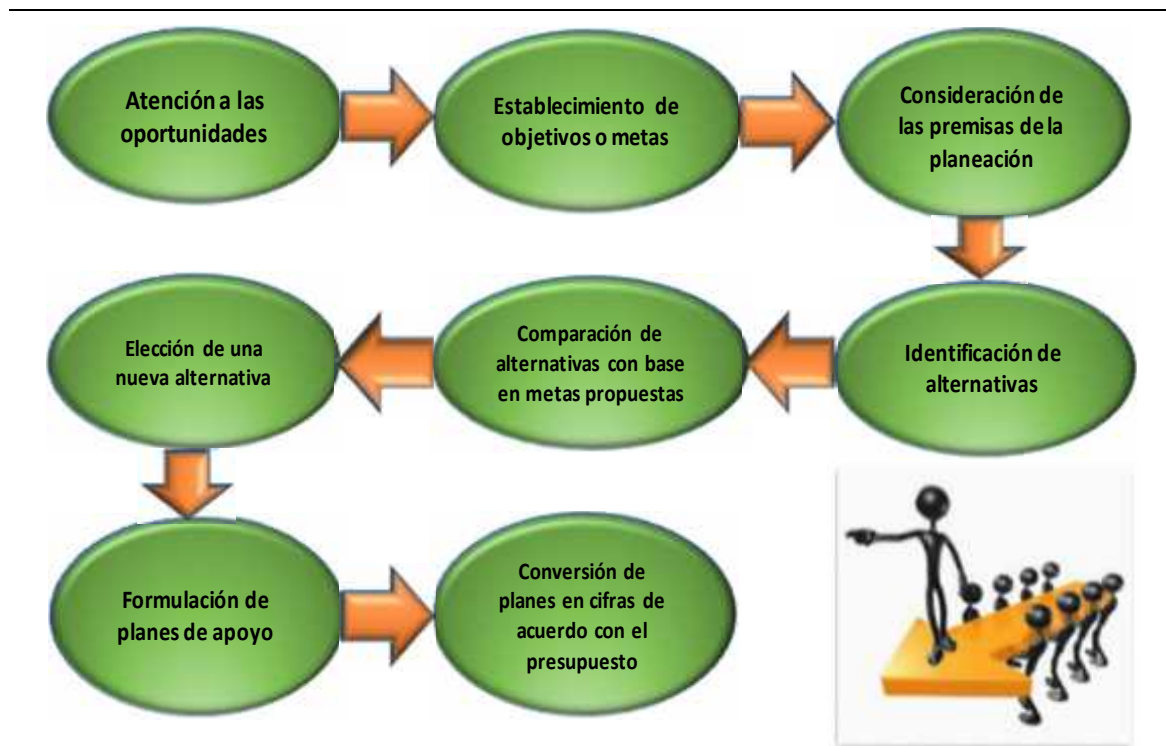 Atención a las
oportunidades
Establecimiento de
objetivos o metas
Consideración de
las premisas de la
planeación
Identificación de
alternativas
Comparación de
alternativas con base
en metas propuestas
Elección de una
nueva alternativa
Formulación de
planes de apoyo
Conversión de
planes en cifras de
acuerdo con el
presupuesto